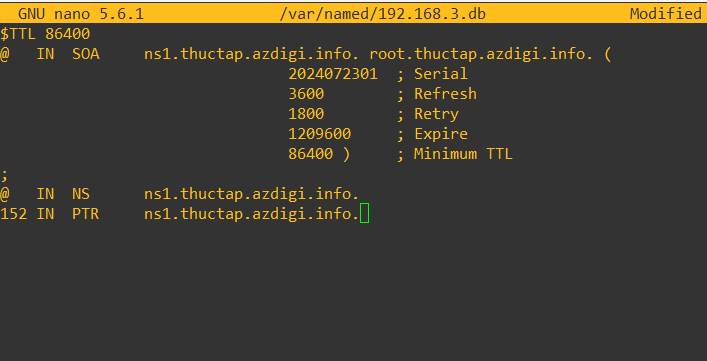 GNU nano 5.6.1 /var/named/192.168.3.db Modified
$TTL 86400
@ IN SOA ns1.thuctap.azdigi.info. root.thuctap.azdigi.info. (
2024072301 ; Serial
3600 ; Refresh
1800 ; Retry
1209600 ; Expire
86400 ) ; Minimum TTL
;
@ IN NS ns1.thuctap.azdigi.info.
152 IN PTR ns1.thuctap.azdigi.info.